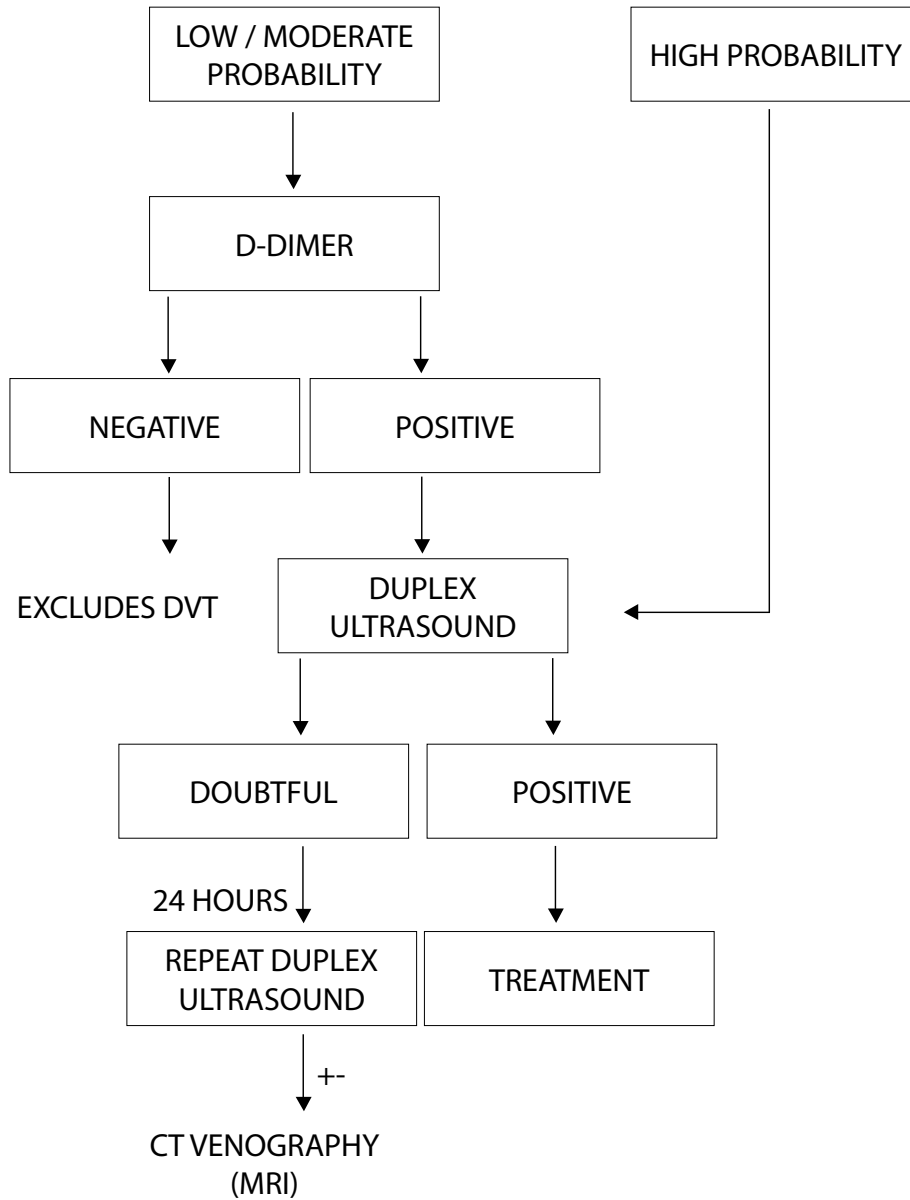 LOW / MODERATE
PROBABILITY
HIGH PROBABILITY
D-DIMER
NEGATIVE
POSITIVE
EXCLUDES DVT
DUPLEX
ULTRASOUND
DOUBTFUL
POSITIVE
24 HOURS
REPEAT DUPLEX
ULTRASOUND
TREATMENT
+-
CT VENOGRAPHY
(MRI)